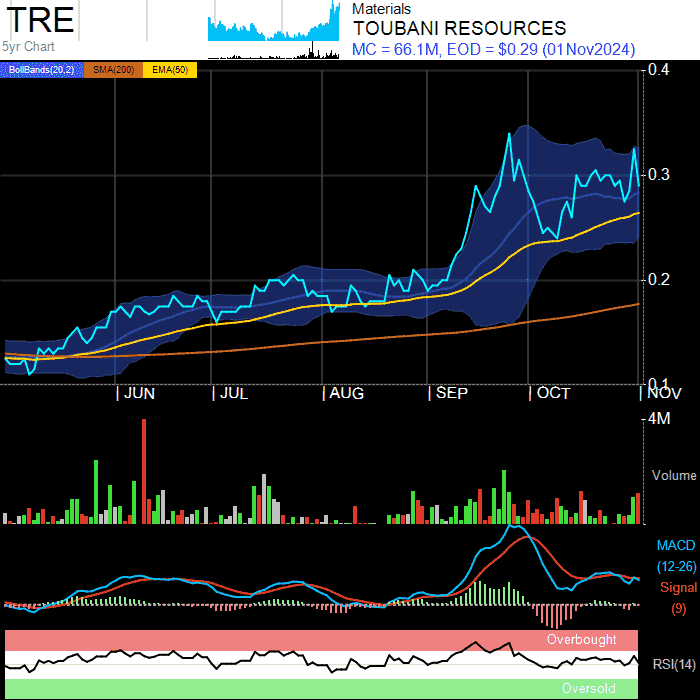 TRE
5yr Chart
Materials
TOUBANI RESOURCES
MC = 66.1M, EOD = $0.29 (01Nov2024)
BollBands(20,2) SMA(200) EMA(50)
0.4
0.3
0.2
0.1
JUN JUL AUG SEP OCT NOV
4M
Volume
MACD
(12-26)
Signal
(9)
Overbought
RSI(14)
Oversold